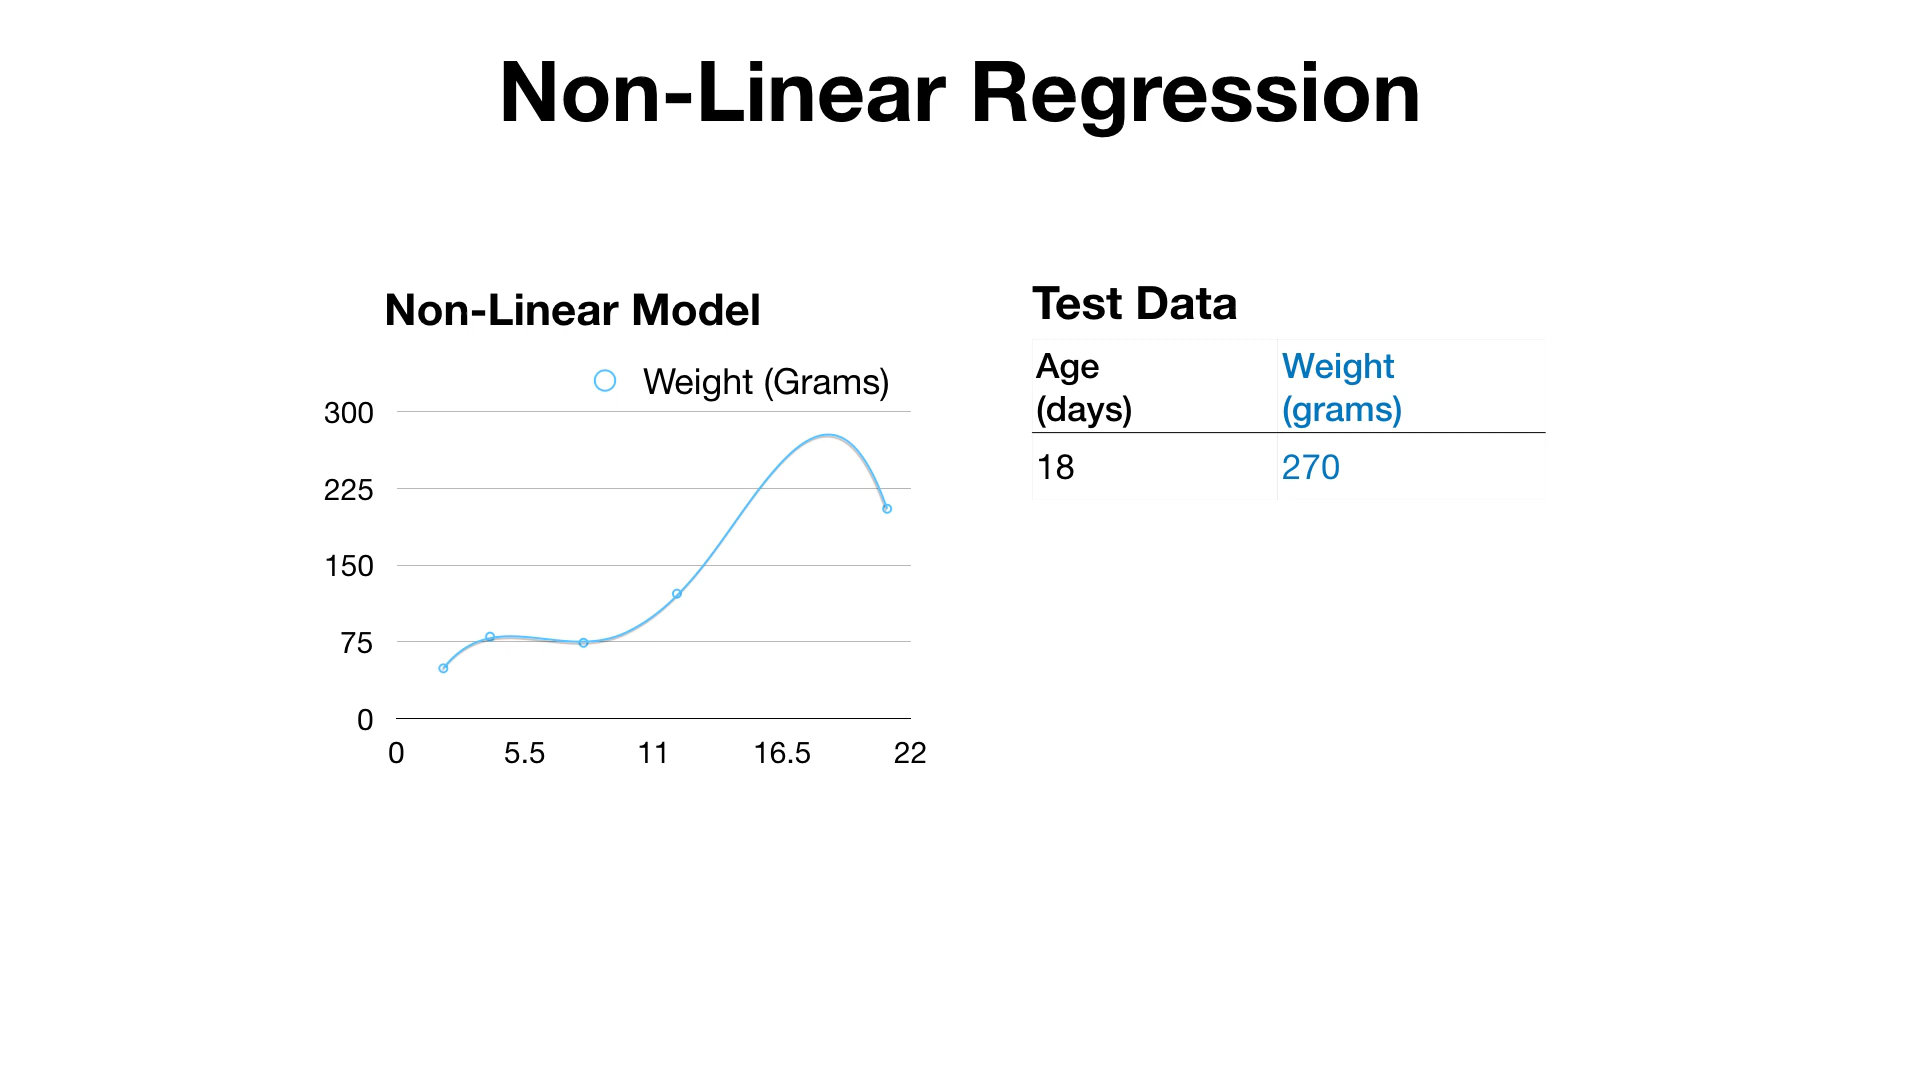 Non-Linear Regression
Non-Linear Model
Weight (Grams)
300
225
150
75
0
0 5.5 11 16.5 22
Test Data
Age Weight
(days) (grams)
18 270